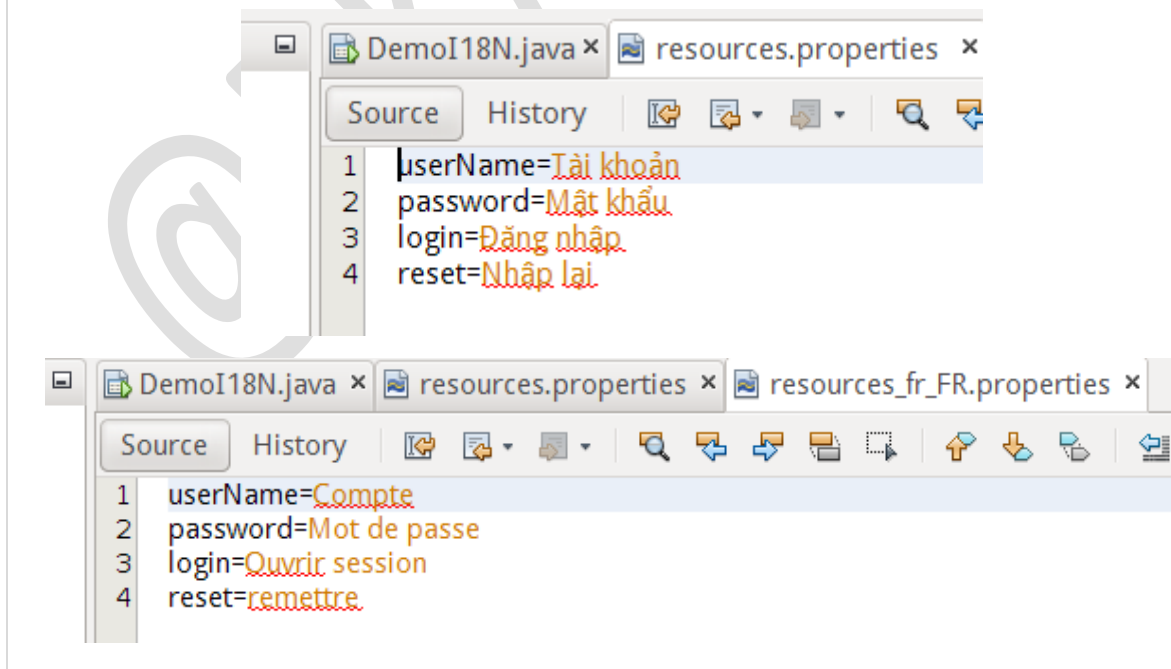 DemoI18N.java × resources.properties ×
Source History
1 userName=Tài khoản
2 password=Mật khẩu
3 login=Đăng nhập
4 reset=Nhập lại
DemoI18N.java × resources.properties × resources_fr_FR.properties ×
Source History
1 userName=Compte
2 password=Mot de passe
3 login=Ouvrir session
4 reset=remettre